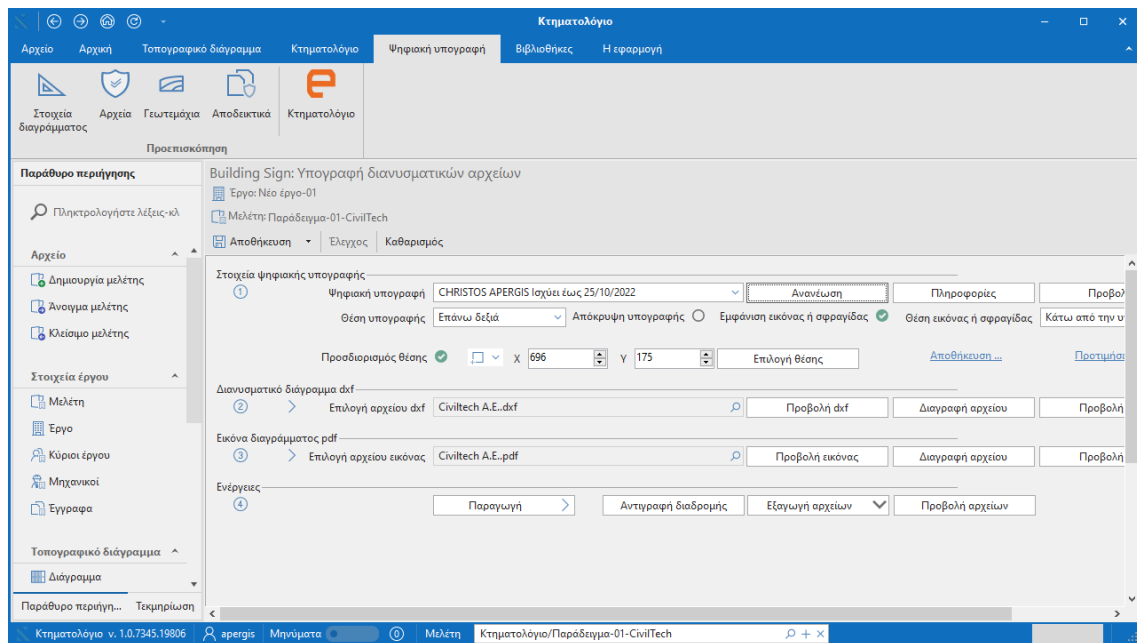 Κτηματολόγιο
Αρχείο Αρχική Τοπογραφικό διάγραμμα Κτηματολόγιο Ψηφιακή υπογραφή Βιβλιοθήκες Η εφαρμογή
Στοιχεία διαγράμματος Αρχεία Γεωτεμάχια Αποδεικτικά Κτηματολόγιο
Προεπισκόπηση
Παράθυρο περιήγησης
Πληκτρολογήστε λέξεις-κλ
Αρχείο
Δημιουργία μελέτης
Άνοιγμα μελέτης
Κλείσιμο μελέτης
Στοιχεία έργου
Μελέτη
Έργο
Κύριοι έργου
Μηχανικοί
Έγγραφα
Τοπογραφικό διάγραμμα
Διάγραμμα
Παράθυρο περιήγη... Τεκμηρίωση
Building Sign: Υπογραφή διανυσματικών αρχείων
Έργο: Νέο έργο-01
Μελέτη: Παράδειγμα-01-CivilTech
Αποθήκευση Έλεγχος Καθαρισμός
Στοιχεία ψηφιακής υπογραφής
1 Ψηφιακή υπογραφή CHRISTOS APERGIS Ισχύει έως 25/10/2022 Ανανέωση Πληροφορίες Προβολ
Θέση υπογραφής Επάνω δεξιά Απόκρυψη υπογραφής Εμφάνιση εικόνας ή σφραγίδας Θέση εικόνας ή σφραγίδας Κάτω από την υ
Προσδιορισμός θέσης X 696 Y 175 Επιλογή θέσης Αποθήκευση ... Προτιμήσε
Διανυσματικό διάγραμμα dxf
2 Επιλογή αρχείου dxf Civiltech A.E..dxf Προβολή dxf Διαγραφή αρχείου Προβολή
Εικόνα διαγράμματος pdf
3 Επιλογή αρχείου εικόνας Civiltech A.E..pdf Προβολή εικόνας Διαγραφή αρχείου Προβολή
Ενέργειες
4 Παραγωγή Αντιγραφή διαδρομής Εξαγωγή αρχείων Προβολή αρχείων
Κτηματολόγιο v. 1.0.7345.19806 apergis Μηνύματα 0 Μελέτη Κτηματολόγιο/Παράδειγμα-01-CivilTech